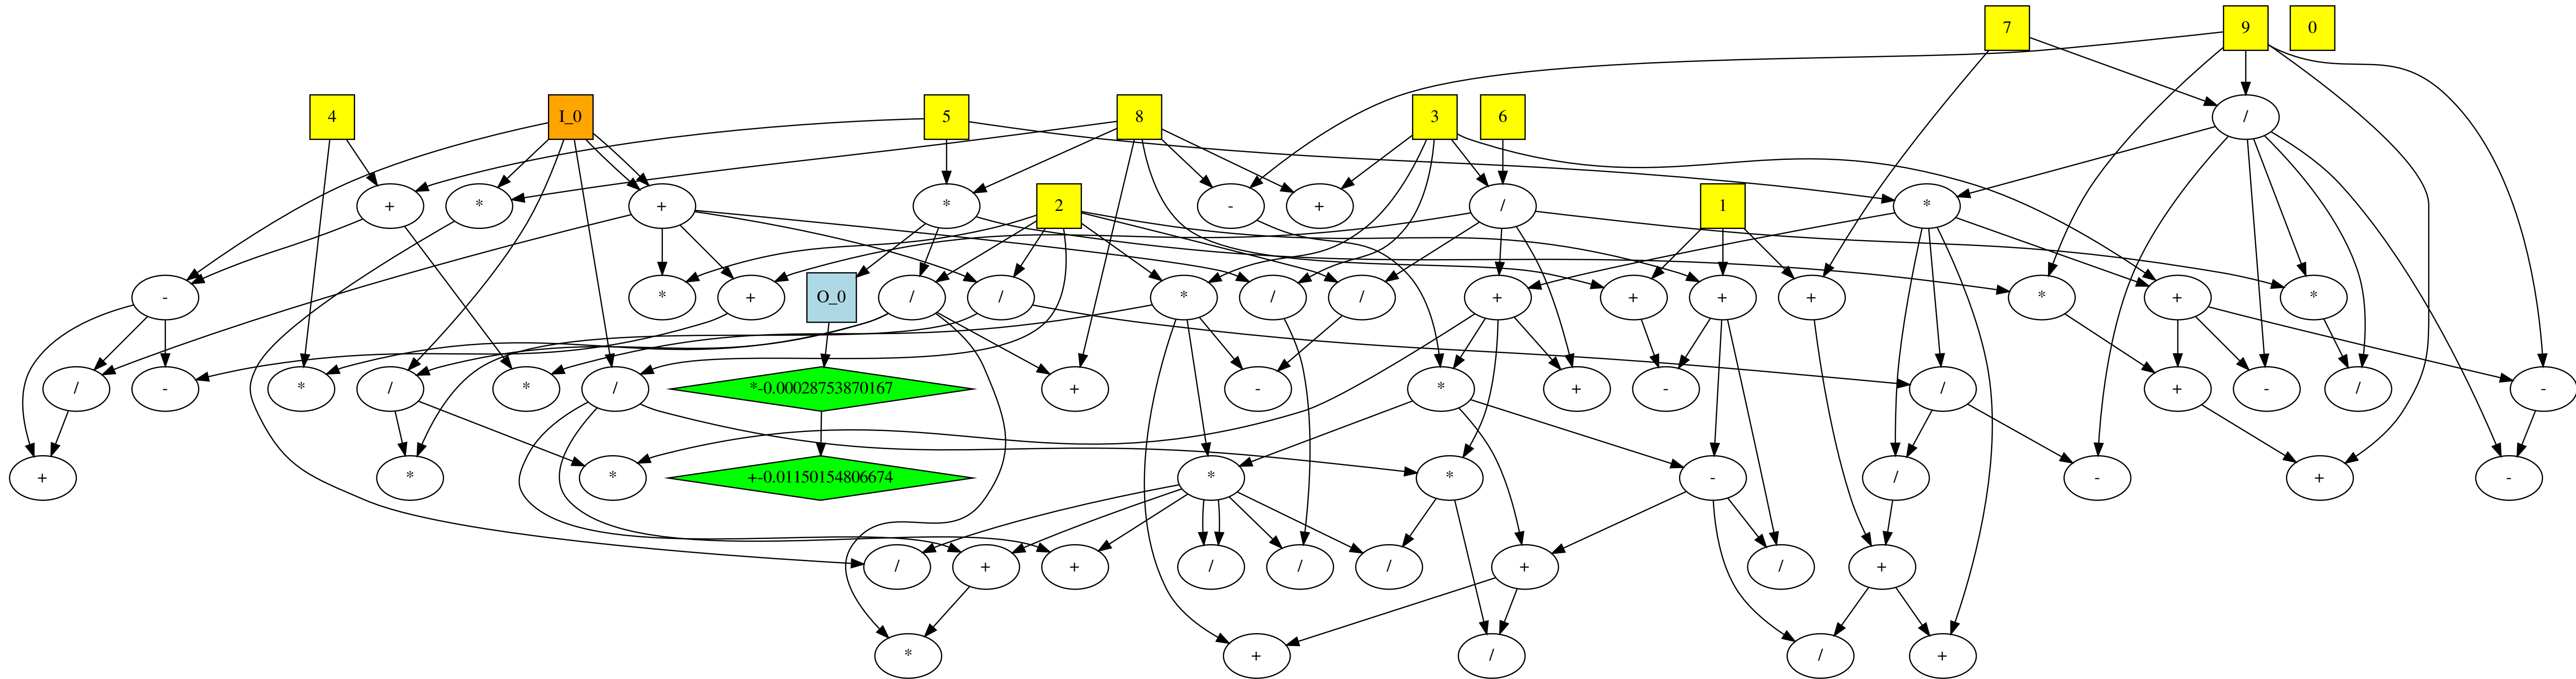 7 9 0
4 I_0 5 8 3 6 /
+ * + * 2 - + / 1 *
- * + O_0 / / * / / + + + + * + *
/ - * / * / *-0.00028753870167 + - * + - / + - / -
+ * * +-0.01150154806674 * * - / - + -
/ + + / / / + / +
* + / / +